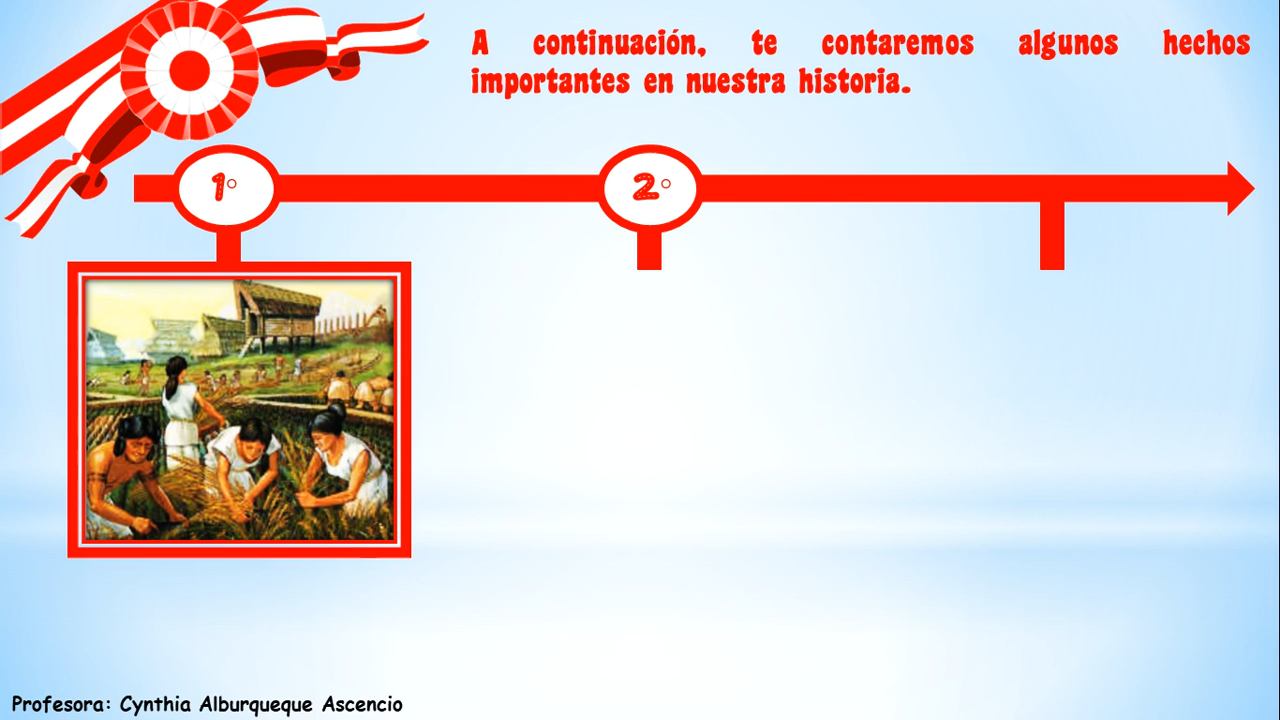 A continuación, te contaremos algunos hechos
importantes en nuestra historia.
1°
2°
Profesora: Cynthia Alburqueque Ascencio